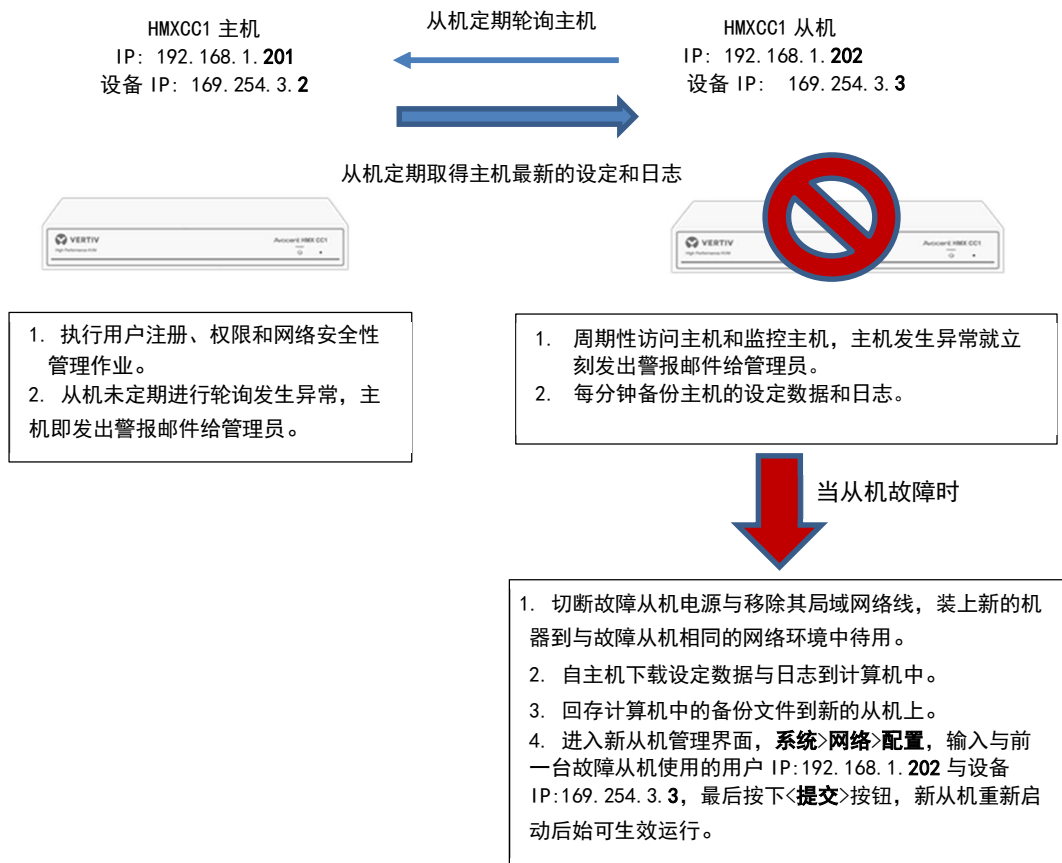 HMXCC1 主机
IP: 192.168.1.201
设备 IP: 169.254.3.2
从机定期轮询主机
HMXCC1 从机
IP: 192.168.1.202
设备 IP: 169.254.3.3
从机定期取得主机最新的设定和日志
VERTIV
Avocent HMX CC1
High Performance KVM
VERTIV
Avocent HMX CC1
High Performance KVM
1. 执行用户注册、权限和网络安全性
管理作业。
2. 从机未定期进行轮询发生异常，主
机即发出警报邮件给管理员。
1. 周期性访问主机和监控主机，主机发生异常就立
刻发出警报邮件给管理员。
2. 每分钟备份主机的设定数据和日志。
当从机故障时
1. 切断故障从机电源与移除其局域网络线，装上新的机
器到与故障从机相同的网络环境中待用。
2. 自主机下载设定数据与日志到计算机中。
3. 回存计算机中的备份文件到新的从机上。
4. 进入新从机管理界面，系统>网络>配置，输入与前
一台故障从机使用的用户 IP:192.168.1.202 与设备
IP:169.254.3.3，最后按下<提交>按钮，新从机重新启
动后始可生效运行。